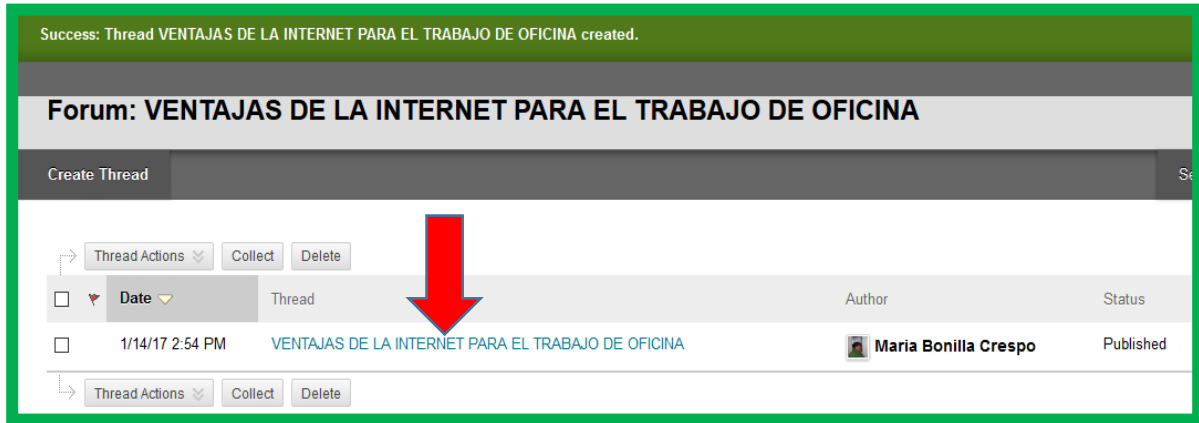 Success: Thread VENTAJAS DE LA INTERNET PARA EL TRABAJO DE OFICINA created.
Forum: VENTAJAS DE LA INTERNET PARA EL TRABAJO DE OFICINA
Create Thread
Thread Actions Collect Delete
Date Thread Author Status
1/14/17 2:54 PM VENTAJAS DE LA INTERNET PARA EL TRABAJO DE OFICINA Maria Bonilla Crespo Published
Thread Actions Collect Delete